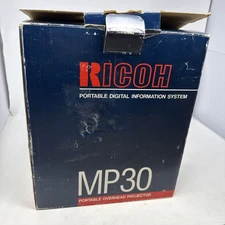 RICOH
PORTABLE DIGITAL INFORMATION SYSTEM
MP30
PORTABLE OVERHEAD PROJECTOR